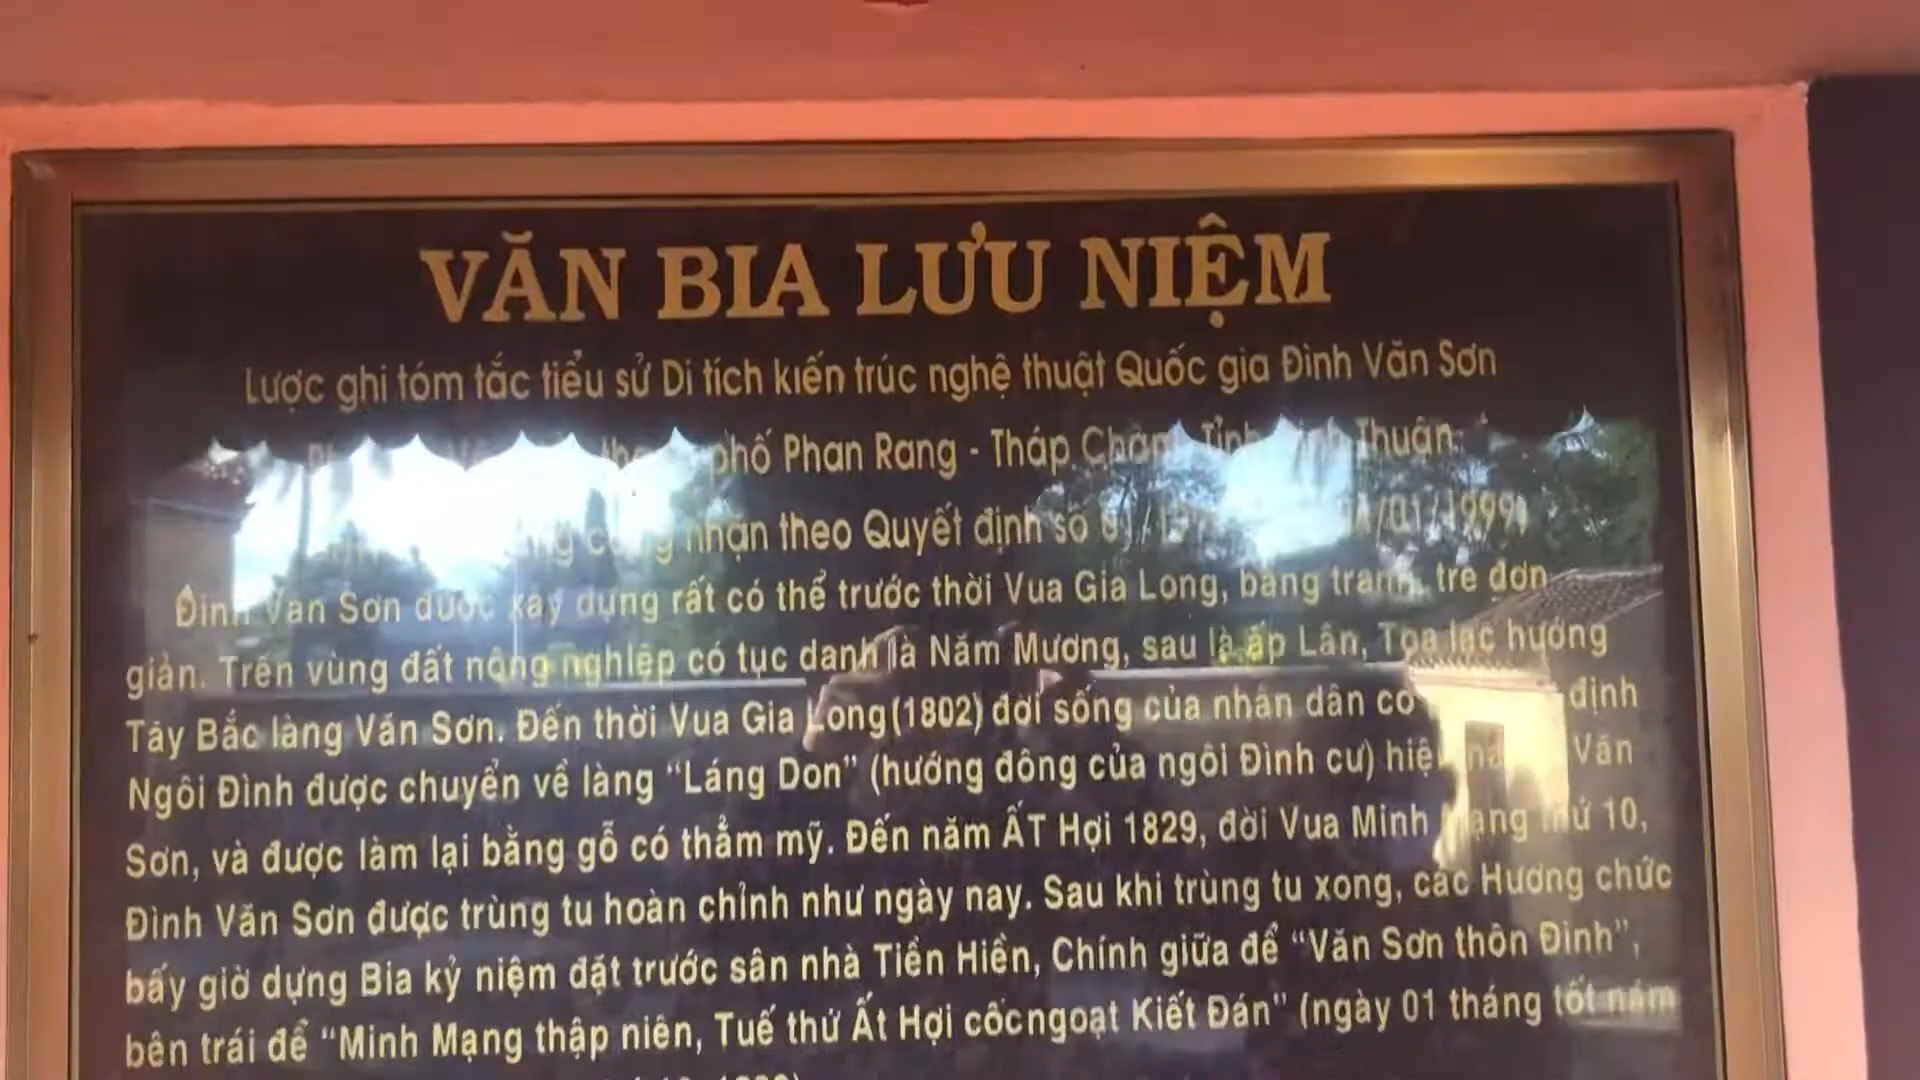 VĂN BIA LƯU NIỆM
Lược ghi tóm tắc tiểu sử Di tích kiến trúc nghệ thuật Quốc gia Đình Văn Sơn
phố Phan Rang - Tháp Chàm Tỉnh Thuận
công nhận theo Quyết định số /01/1999
Đình Văn Sơn được xây dựng rất có thể trước thời Vua Gia Long, bằng tranh, tre đơn
giản. Trên vùng đất nông nghiệp có tục danh là Năm Mương, sau là ấp Lân, Tọa lạc hướng
Tây Bắc làng Văn Sơn. Đến thời Vua Gia Long(1802) đời sống của nhân dân có định
Ngôi Đình được chuyển về làng “Láng Don” (hướng đông của ngôi Đình cư) Văn
Sơn, và được làm lại bằng gỗ có thẩm mỹ. Đến năm ẤT Hợi 1829, đời Vua Minh Mạng thứ 10,
Đình Văn Sơn được trùng tu hoàn chỉnh như ngày nay. Sau khi trùng tu xong, các Hương chức
bấy giờ dựng Bia kỷ niệm đặt trước sân nhà Tiền Hiền, Chính giữa để “Văn Sơn thôn Đình”,
bên trái để “Minh Mạng thập niên, Tuế thứ Ất Hợi cốcngoạt Kiết Đán” (ngày 01 tháng tốt năm